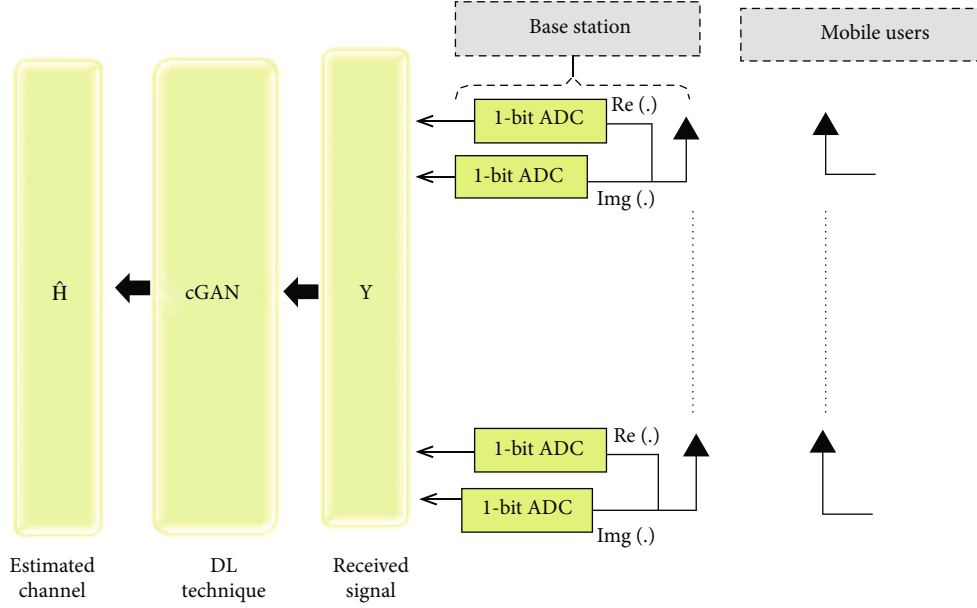 Base station
Mobile users
Re (.)
1-bit ADC
1-bit ADC
Img (.)
Ĥ
cGAN
Y
Re (.)
1-bit ADC
1-bit ADC
Img (.)
Estimated
channel
DL
technique
Received
signal